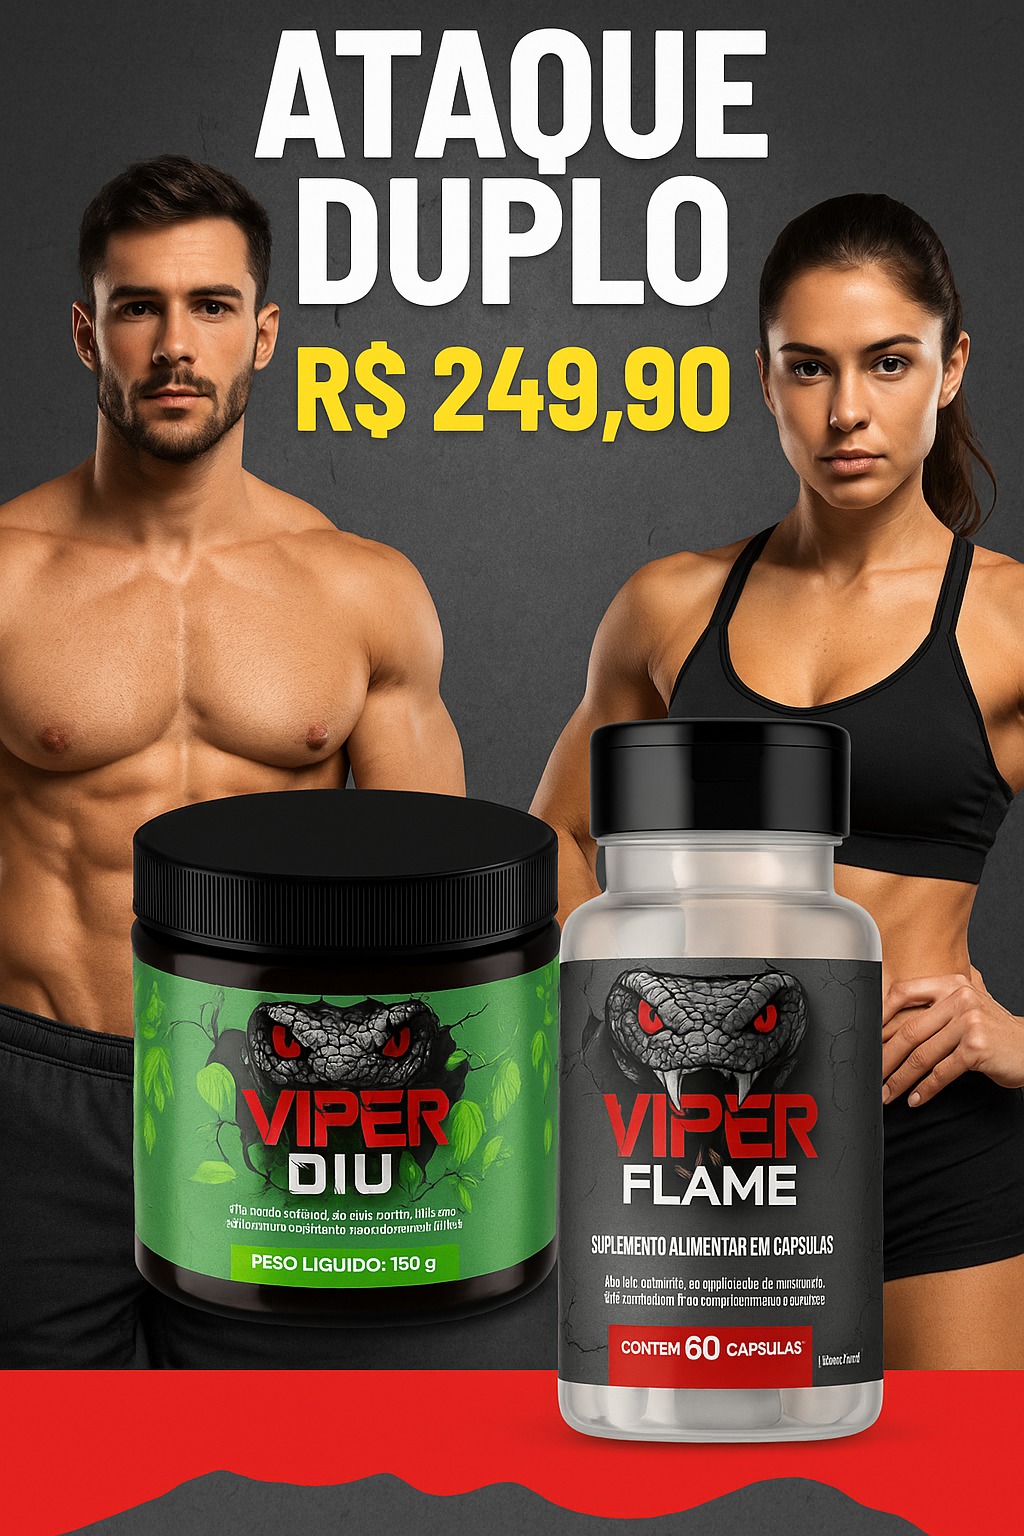 ATAQUE
DUPLO
R$ 249,90
VIPER
DIU
PESO LIGUIDO: 150 g
VIPER
FLAME
SUPLEMENTO ALIMENTAR EM CAPSULAS
CONTEM 60 CAPSULAS